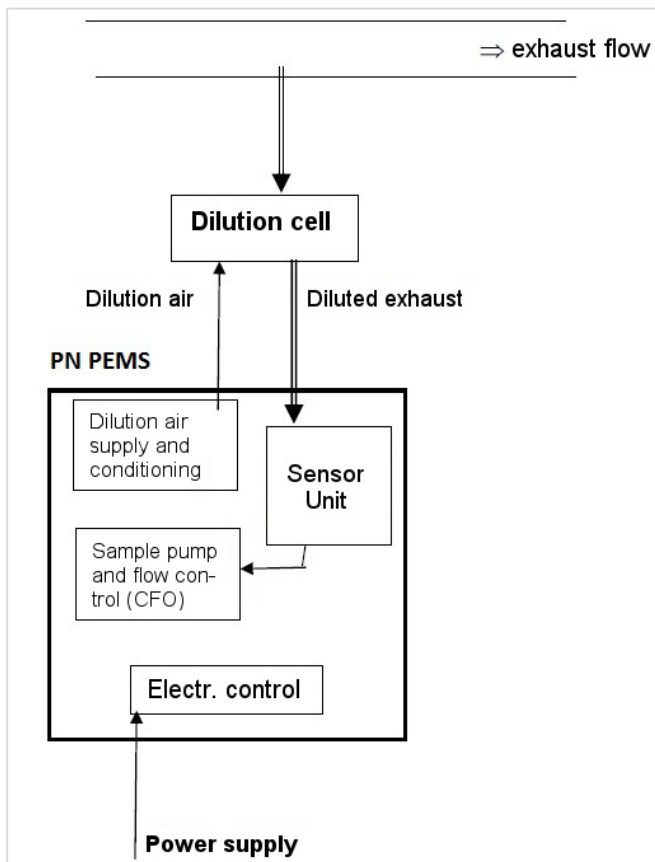 ⇒ exhaust flow
Dilution cell
Dilution air
Diluted exhaust
PN PEMS
Dilution air
supply and
conditioning
Sensor
Unit
Sample pump
and flow con-
trol (CFO)
Electr. control
Power supply